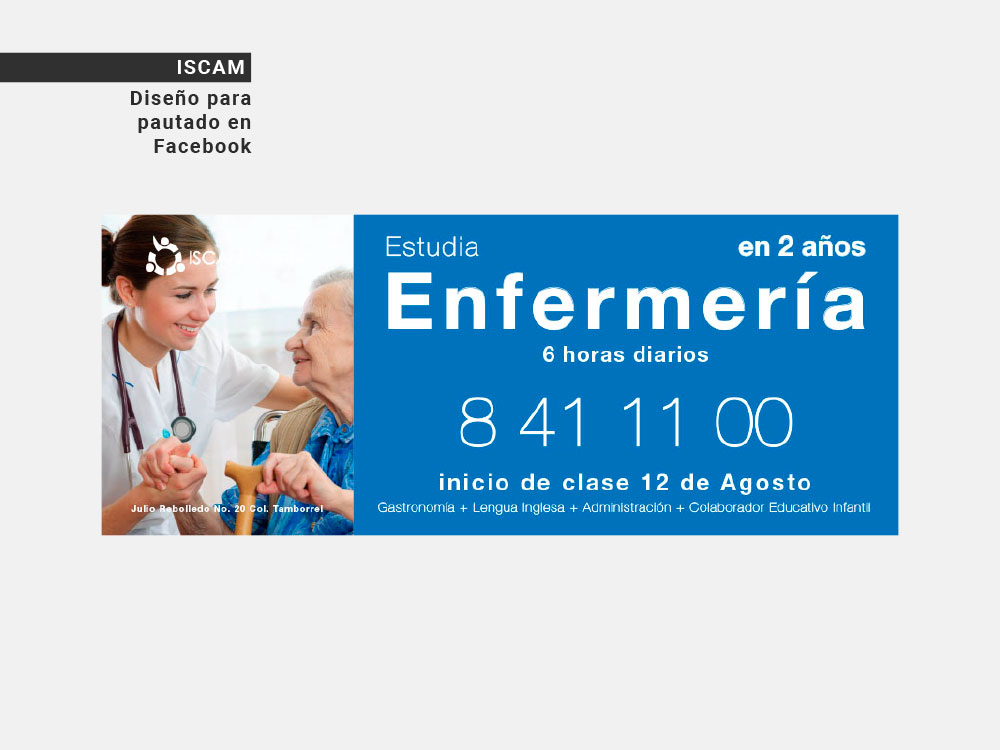 ISCAM
Diseño para
pautado en
Facebook
Estudia
en 2 años
Enfermería
6 horas diarios
8 41 11 00
inicio de clase 12 de Agosto
Gastronomía + Lengua Inglesa + Administración + Colaborador Educativo Infantil
Julio Rebolledo No. 20 Col. Tamborrel